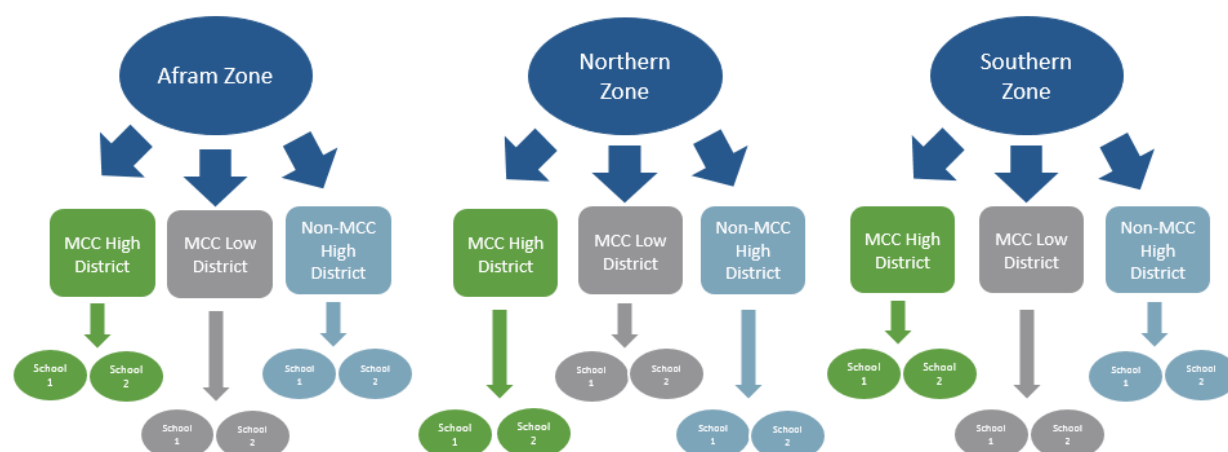 Afram Zone
Northern
Zone
Southern
Zone
MCC High
District
MCC Low
District
Non-MCC
High
District
MCC High
District
MCC Low
District
Non-MCC
High
District
MCC High
District
MCC Low
District
Non-MCC
High
District
School
1
School
2
School
1
School
2
School
1
School
2
School
1
School
2
School
1
School
2
School
1
School
2
School
1
School
2
School
1
School
2
School
1
School
2